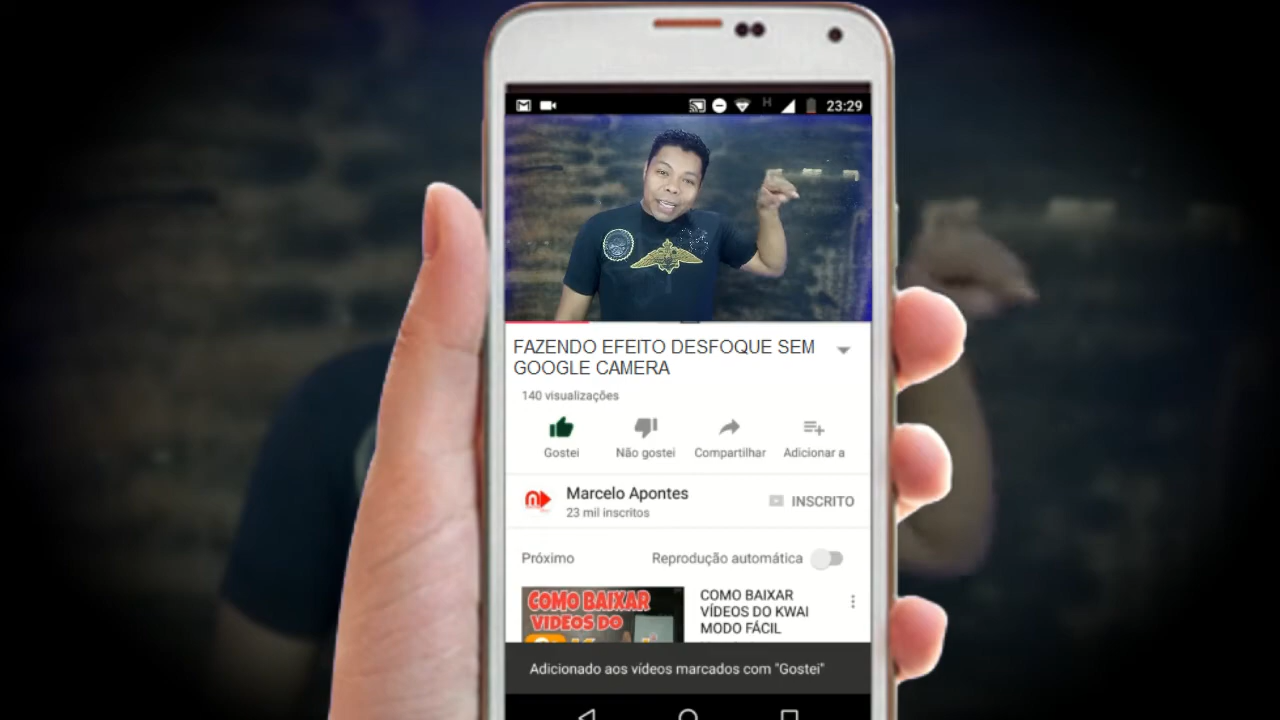 H 23:29
FAZENDO EFEITO DESFOQUE SEM
GOOGLE CAMERA
140 visualizações
Gostei Não gostei Compartilhar Adicionar a
Marcelo Apontes
23 mil inscritos
INSCRITO
Próximo Reprodução automática
COMO BAIXAR
VIDEOS DO
COMO BAIXAR
VÍDEOS DO KWAI
MODO FÁCIL
Adicionado aos vídeos marcados com "Gostei"